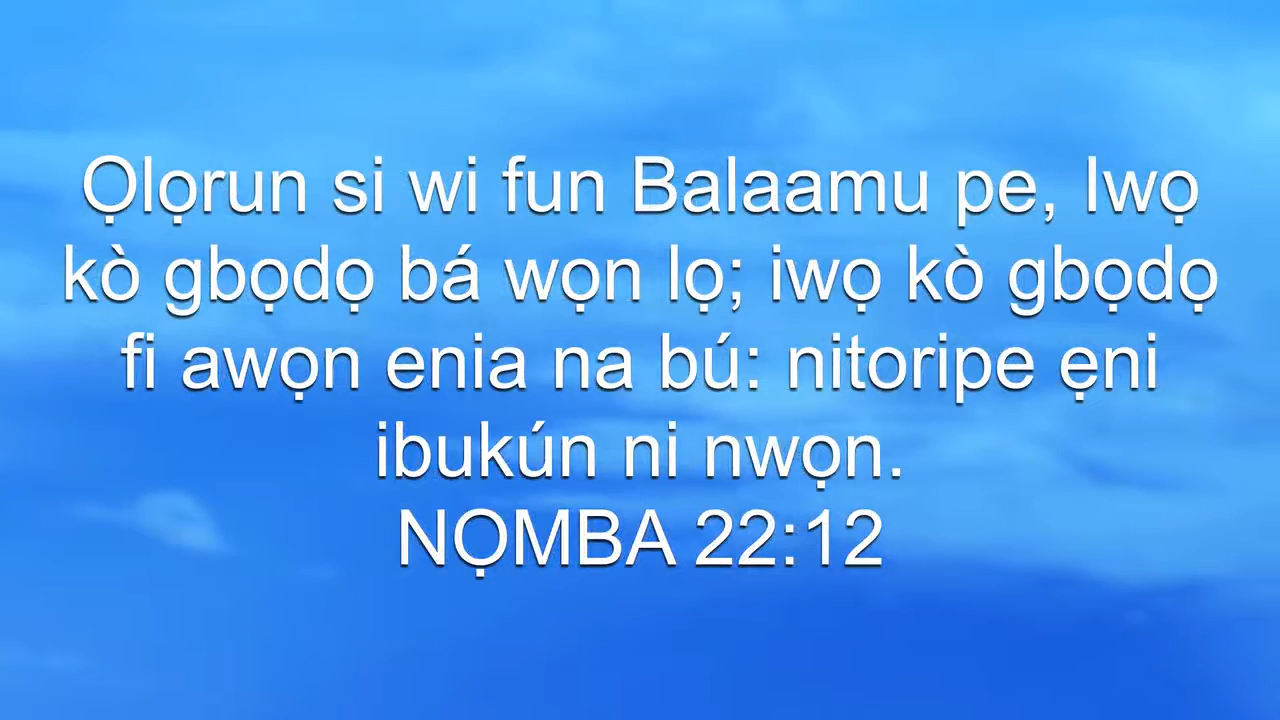 Ọlọrun si wi fun Balaamu pe, Iwọ
kò gbọdọ bá wọn lọ; iwọ kò gbọdọ
fi awọn enia na bú: nitoripe ẹni
ibukún ni nwọn.
NỌMBA 22:12